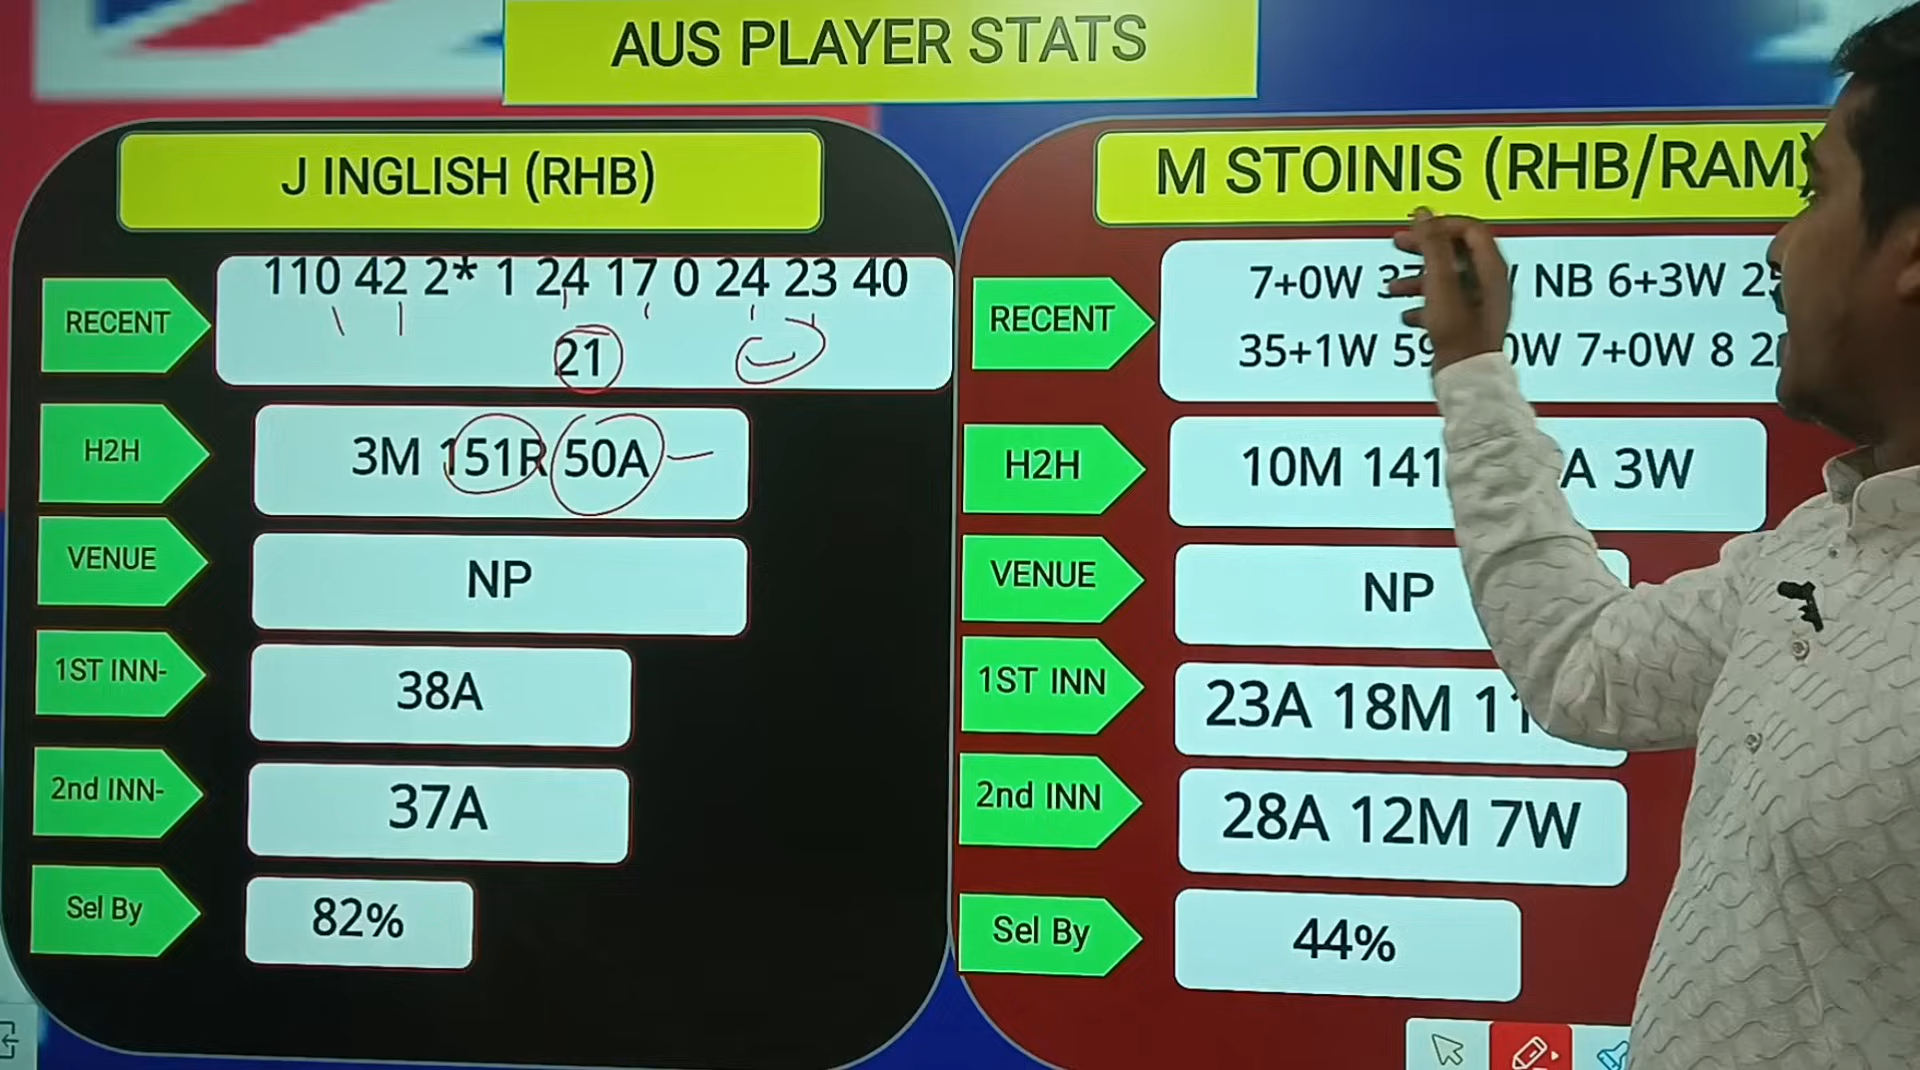 AUS PLAYER STATS
J INGLISH (RHB)
RECENT
110 42 2* 1 24 17 0 24 23 40
21
H2H
3M 151R 50A
VENUE
NP
1ST INN-
38A
2nd INN-
37A
Sel By
82%
M STOINIS (RHB/RAM)
RECENT
7+0W NB 6+3W
35+1W 7+0W 8
H2H
10M 141 3W
VENUE
NP
1ST INN
23A 18M
2nd INN
28A 12M 7W
Sel By
44%